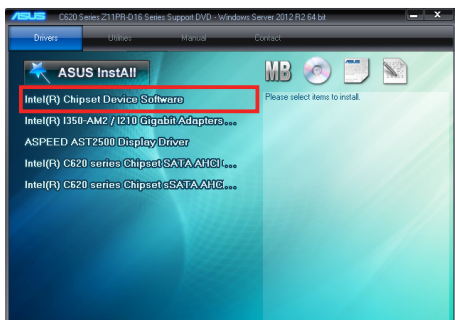 ASUS C620 Series Z11PR-D16 Series Support DVD - Windows Server 2012 R2 64 bit
Drivers Utilities Manual Contact
ASUS InstAll
MB
Intel(R) Chipset Device Software
Please select items to install.
Intel(R) I350-AM2 / I210 Gigabit Adapters...
ASPEED AST2500 Display Driver
Intel(R) C620 series Chipset SATA AHCI (...
Intel(R) C620 series Chipset sSATA AHC...